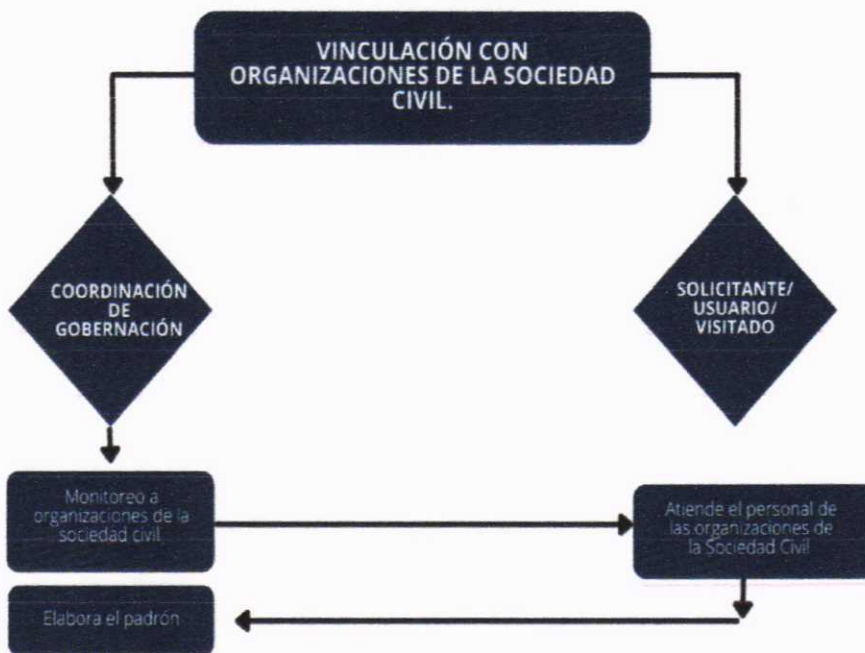 VINCULACIÓN CON
ORGANIZACIONES DE LA SOCIEDAD
CIVIL.
COORDINACIÓN
DE
GOBERNACIÓN
SOLICITANTE/
USUARIO/
VISITADO
Monitoreo a
organizaciones de la
sociedad civil
Atiende el personal de
las organizaciones de
la Sociedad Civil
Elabora el padrón